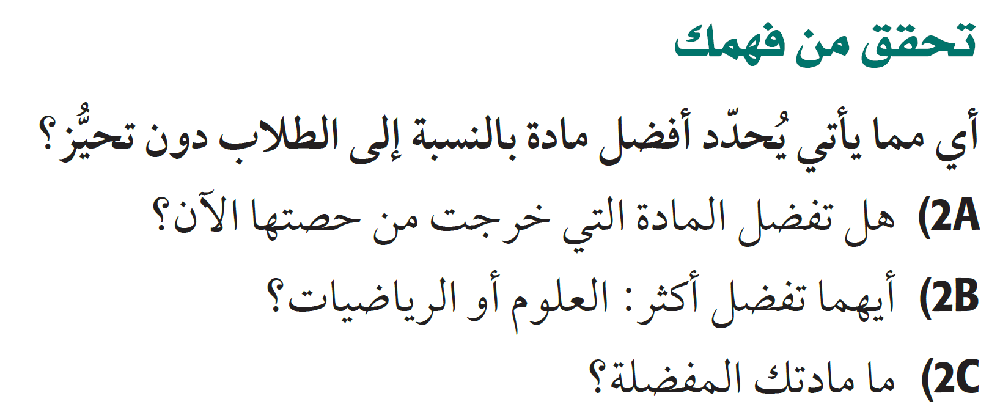 تحقق من فهمك
أي مما يأتي يُحدّد أفضل مادة بالنسبة إلى الطلاب دون تحيُّز؟
2A) هل تفضل المادة التي خرجت من حصتها الآن؟
2B) أيهما تفضل أكثر: العلوم أو الرياضيات؟
2C) ما مادتك المفضلة؟